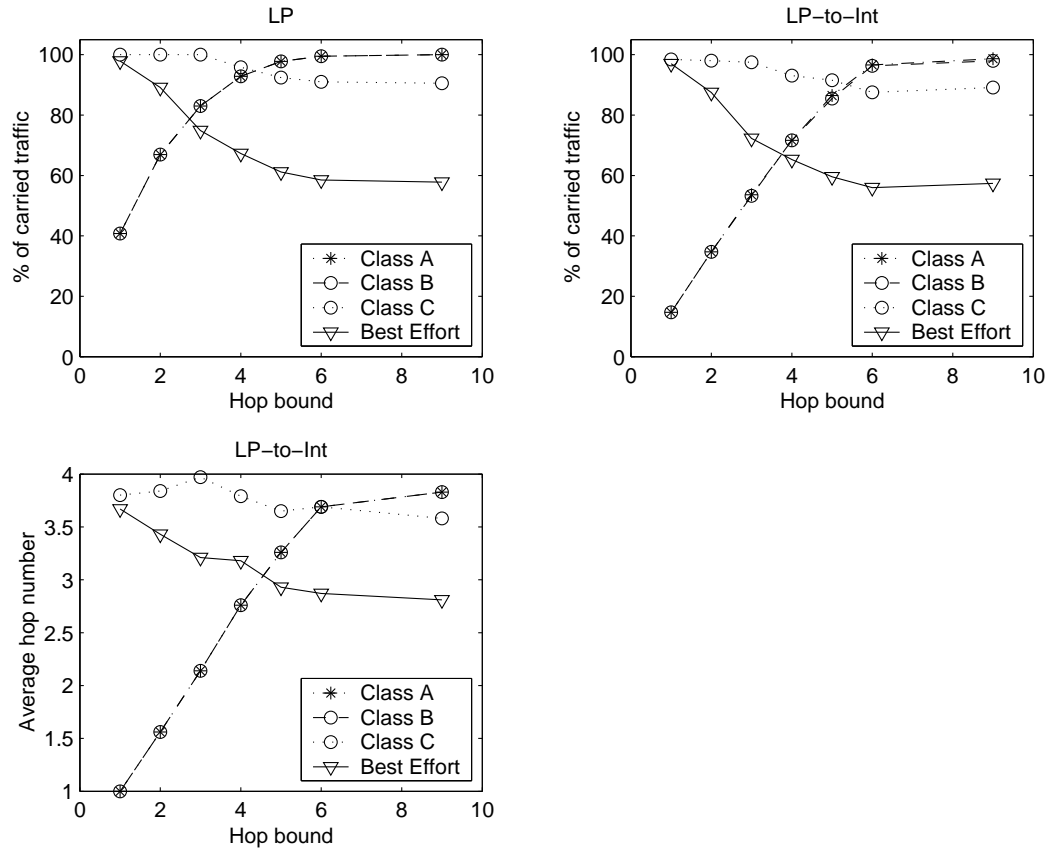 LP
100
80
60
40
20
0
% of carried traffic
Class A
Class B
Class C
Best Effort
0 2 4 6 8 10
Hop bound
LP−to−Int
100
80
60
40
20
0
% of carried traffic
Class A
Class B
Class C
Best Effort
0 2 4 6 8 10
Hop bound
LP−to−Int
4
3.5
3
2.5
2
1.5
1
Average hop number
Class A
Class B
Class C
Best Effort
0 2 4 6 8 10
Hop bound